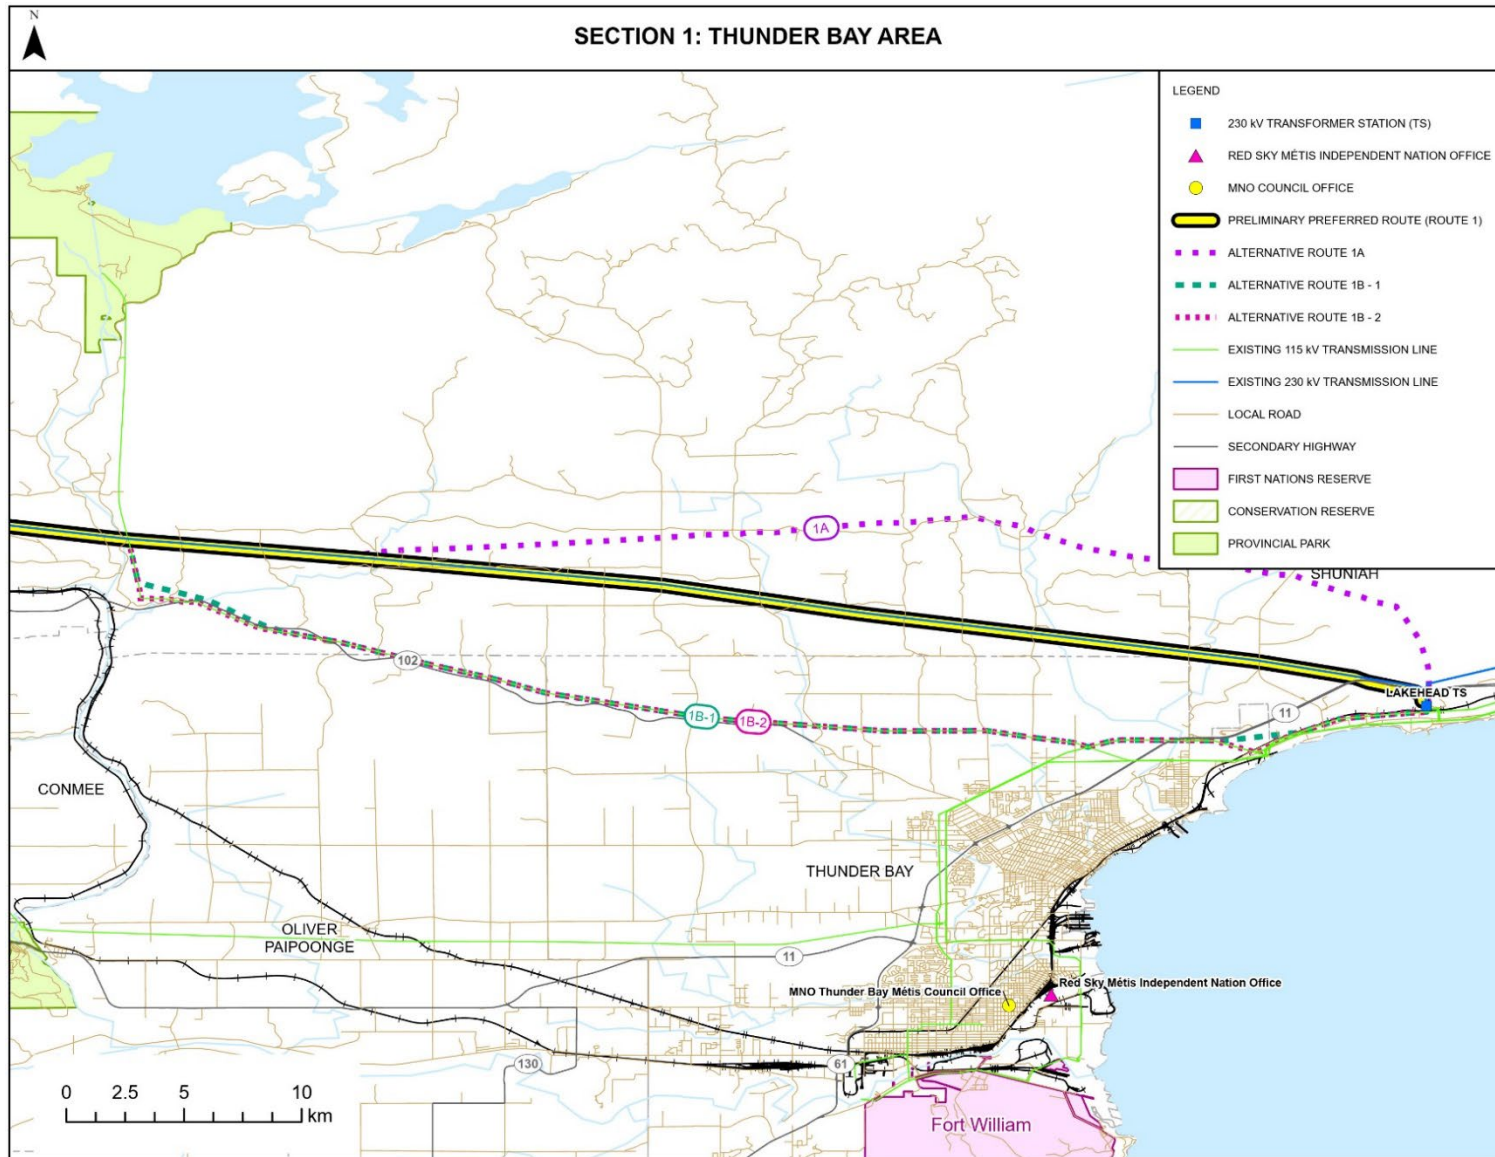 N
SECTION 1: THUNDER BAY AREA
LEGEND
230 kV TRANSFORMER STATION (TS)
RED SKY MÉTIS INDEPENDENT NATION OFFICE
MNO COUNCIL OFFICE
PRELIMINARY PREFERRED ROUTE (ROUTE 1)
ALTERNATIVE ROUTE 1A
ALTERNATIVE ROUTE 1B - 1
ALTERNATIVE ROUTE 1B - 2
EXISTING 115 kV TRANSMISSION LINE
EXISTING 230 kV TRANSMISSION LINE
LOCAL ROAD
SECONDARY HIGHWAY
FIRST NATIONS RESERVE
CONSERVATION RESERVE
PROVINCIAL PARK
1A
SHUNIAH
102
LAKEHEAD TS
1B-1
1B-2
11
CONMEE
THUNDER BAY
OLIVER
PAIPOONGE
11
Red Sky Métis Independent Nation Office
MNO Thunder Bay Métis Council Office
130
61
0 2.5 5 10
km
Fort William